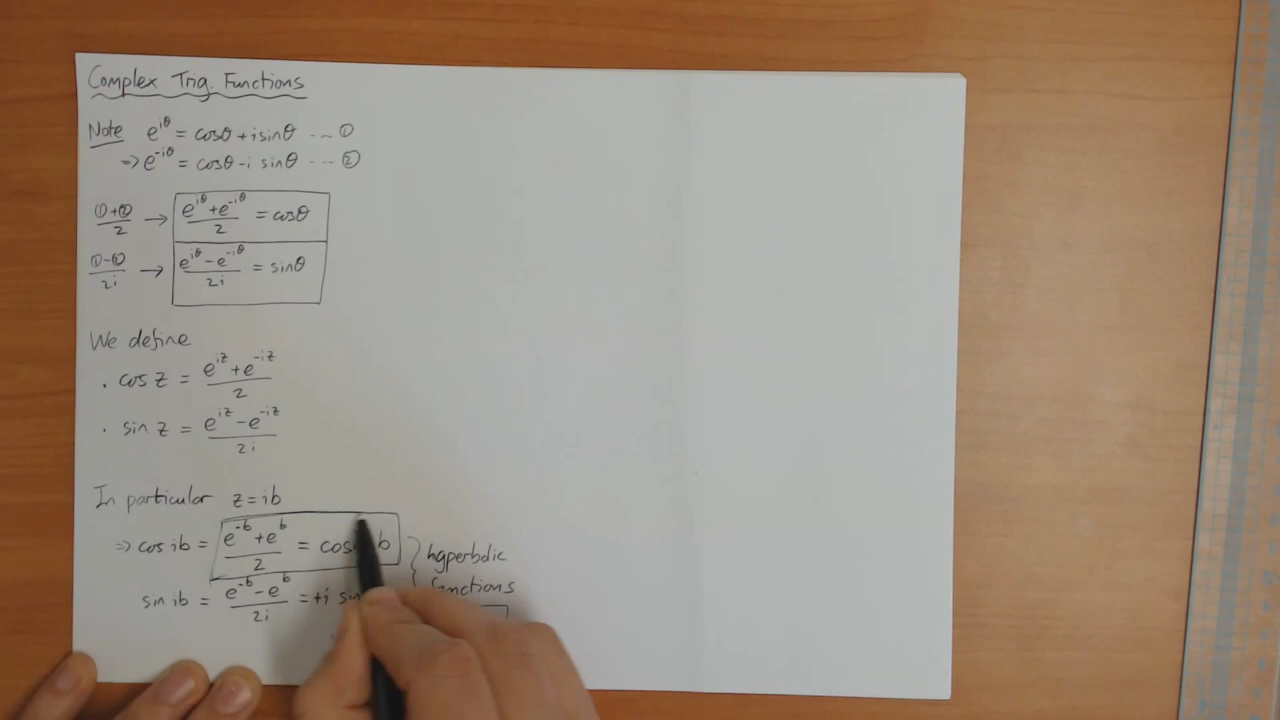 Complex Trig. Functions
Note e^{iθ} = cosθ + i sinθ --- ①
⇒ e^{-iθ} = cosθ - i sinθ --- ②
(①+②)/2 → (e^{iθ} + e^{-iθ})/2 = cosθ
(①-②)/2i → (e^{iθ} - e^{-iθ})/2i = sinθ
We define
· cos z = (e^{iz} + e^{-iz})/2
· sin z = (e^{iz} - e^{-iz})/2i
In particular z = ib
⇒ cos ib = (e^{-b} + e^{b})/2 = cos b } hyperbolic
functions
sin ib = (e^{-b} - e^{b})/2i = +i